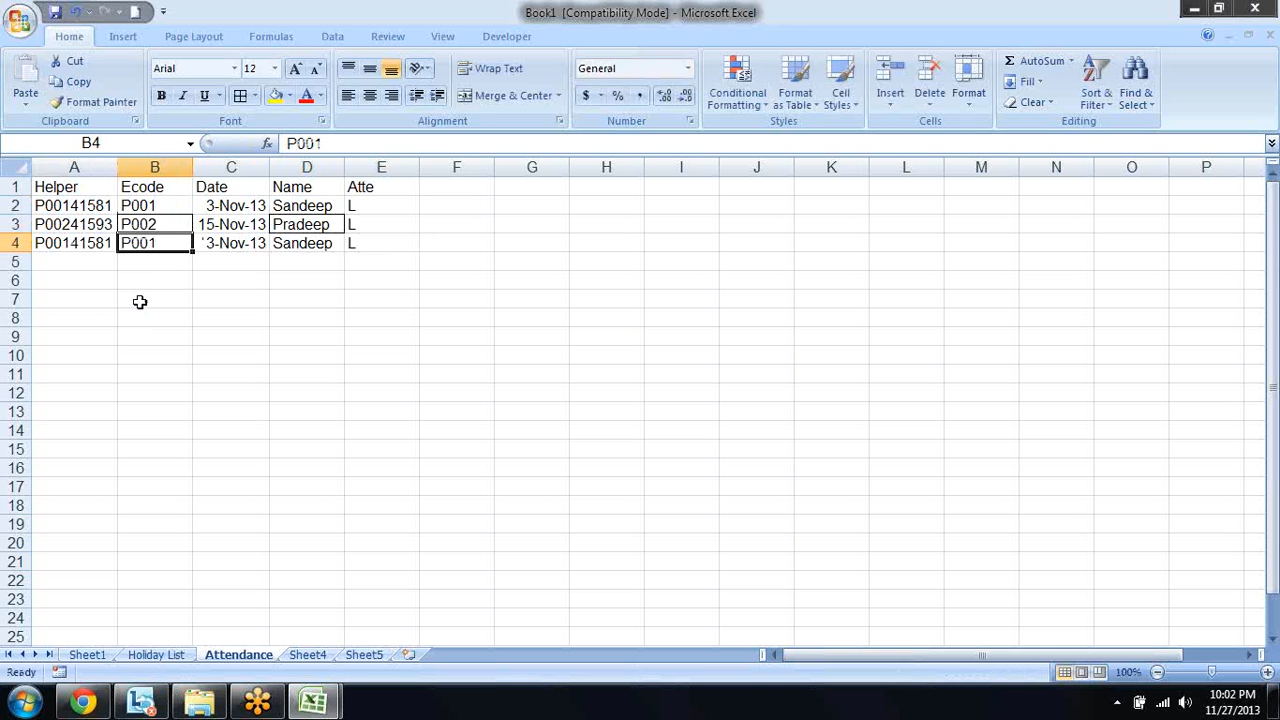 Book1 [Compatibility Mode] - Microsoft Excel
Home Insert Page Layout Formulas Data Review View Developer
Paste Cut Copy Format Painter Clipboard
Arial 12 A A B I U A Font
Wrap Text Merge & Center Alignment
General $ % , Number
Conditional Formatting Format as Table Cell Styles Styles
Insert Delete Format Cells
Σ AutoSum Fill Clear Sort & Filter Find & Select Editing
B4 fx P001
A B C D E F G H I J K L M N O P
1 Helper Ecode Date Name Atte
2 P00141581 P001 3-Nov-13 Sandeep L
3 P00241593 P002 15-Nov-13 Pradeep L
4 P00141581 P001 3-Nov-13 Sandeep L
5
6
7
8
9
10
11
12
13
14
15
16
17
18
19
20
21
22
23
24
25
Sheet1 Holiday List Attendance Sheet4 Sheet5
Ready 100%
10:02 PM
11/27/2013